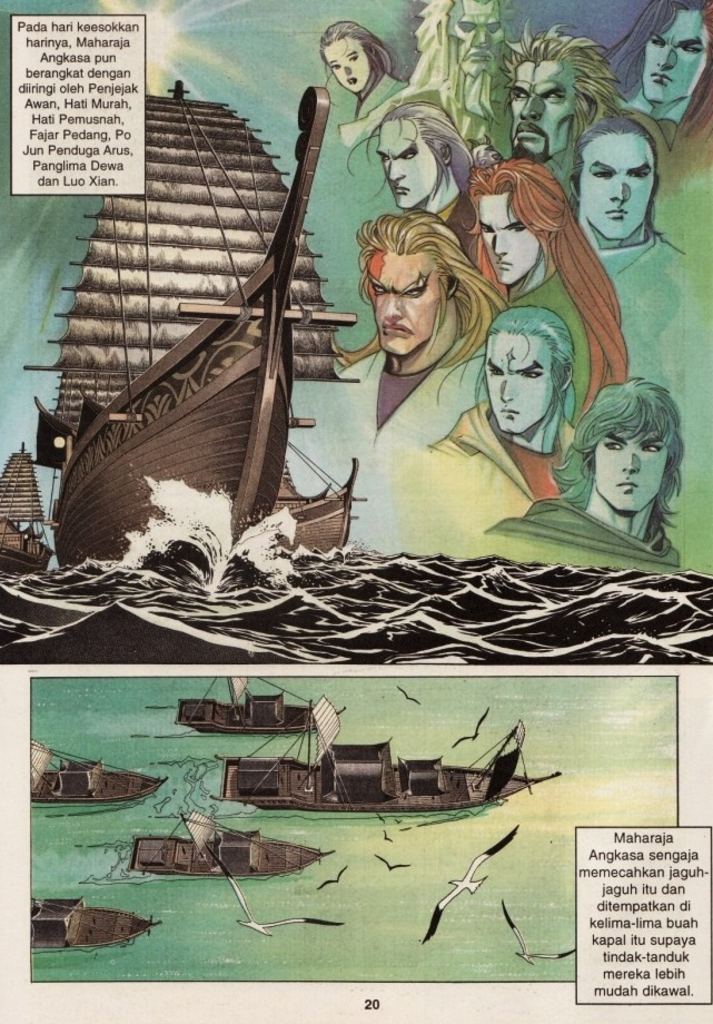 Pada hari keesokkan
harinya, Maharaja
Angkasa pun
berangkat dengan
diiringi oleh Penjejak
Awan, Hati Murah,
Hati Pemusnah,
Fajar Pedang, Po
Jun Penduga Arus,
Panglima Dewa
dan Luo Xian.
Maharaja
Angkasa sengaja
memecahkan jaguh-
jaguh itu dan
ditempatkan di
kelima-lima buah
kapal itu supaya
tindak-tanduk
mereka lebih
mudah dikawal.
20